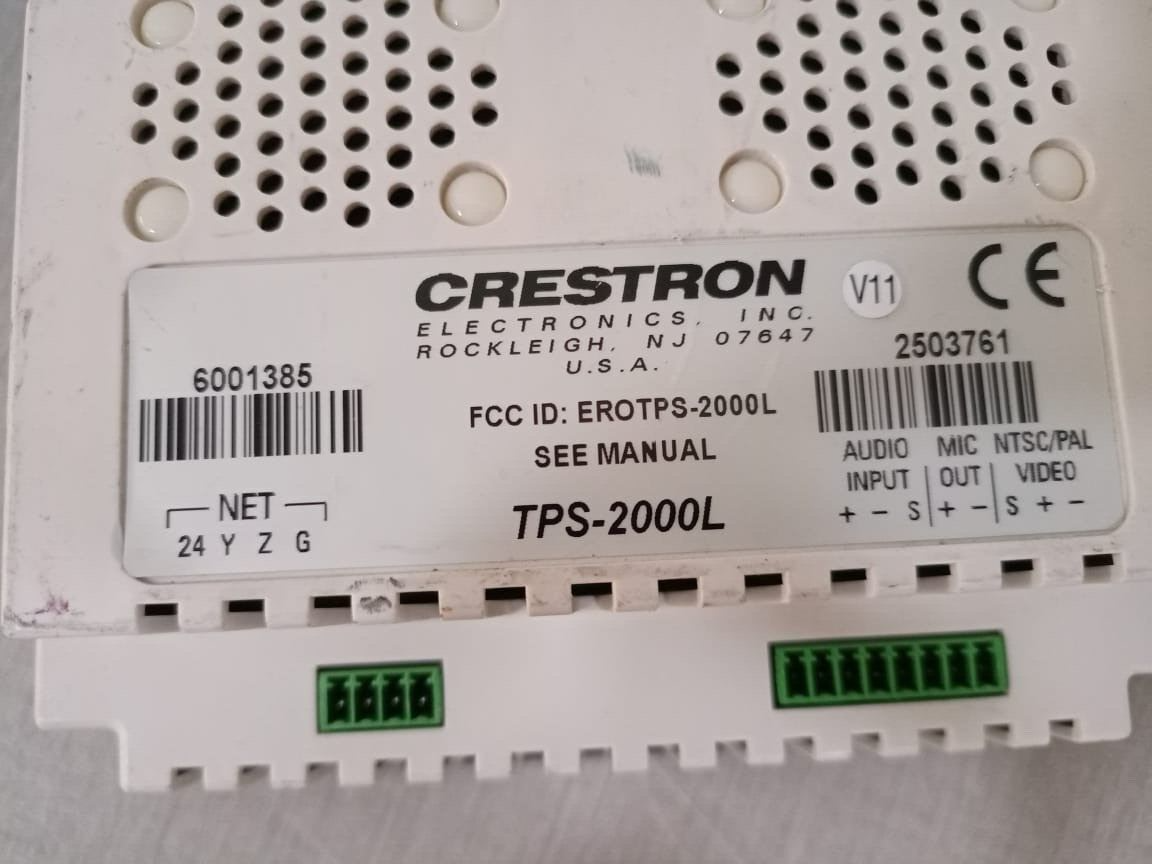 CRESTRON
V11
CE
ELECTRONICS, INC.
ROCKLEIGH, NJ 07647
U.S.A.
6001385
2503761
FCC ID: EROTPS-2000L
SEE MANUAL
TPS-2000L
NET
24 Y Z G
AUDIO MIC NTSC/PAL
INPUT OUT VIDEO
+ - S + - S + -